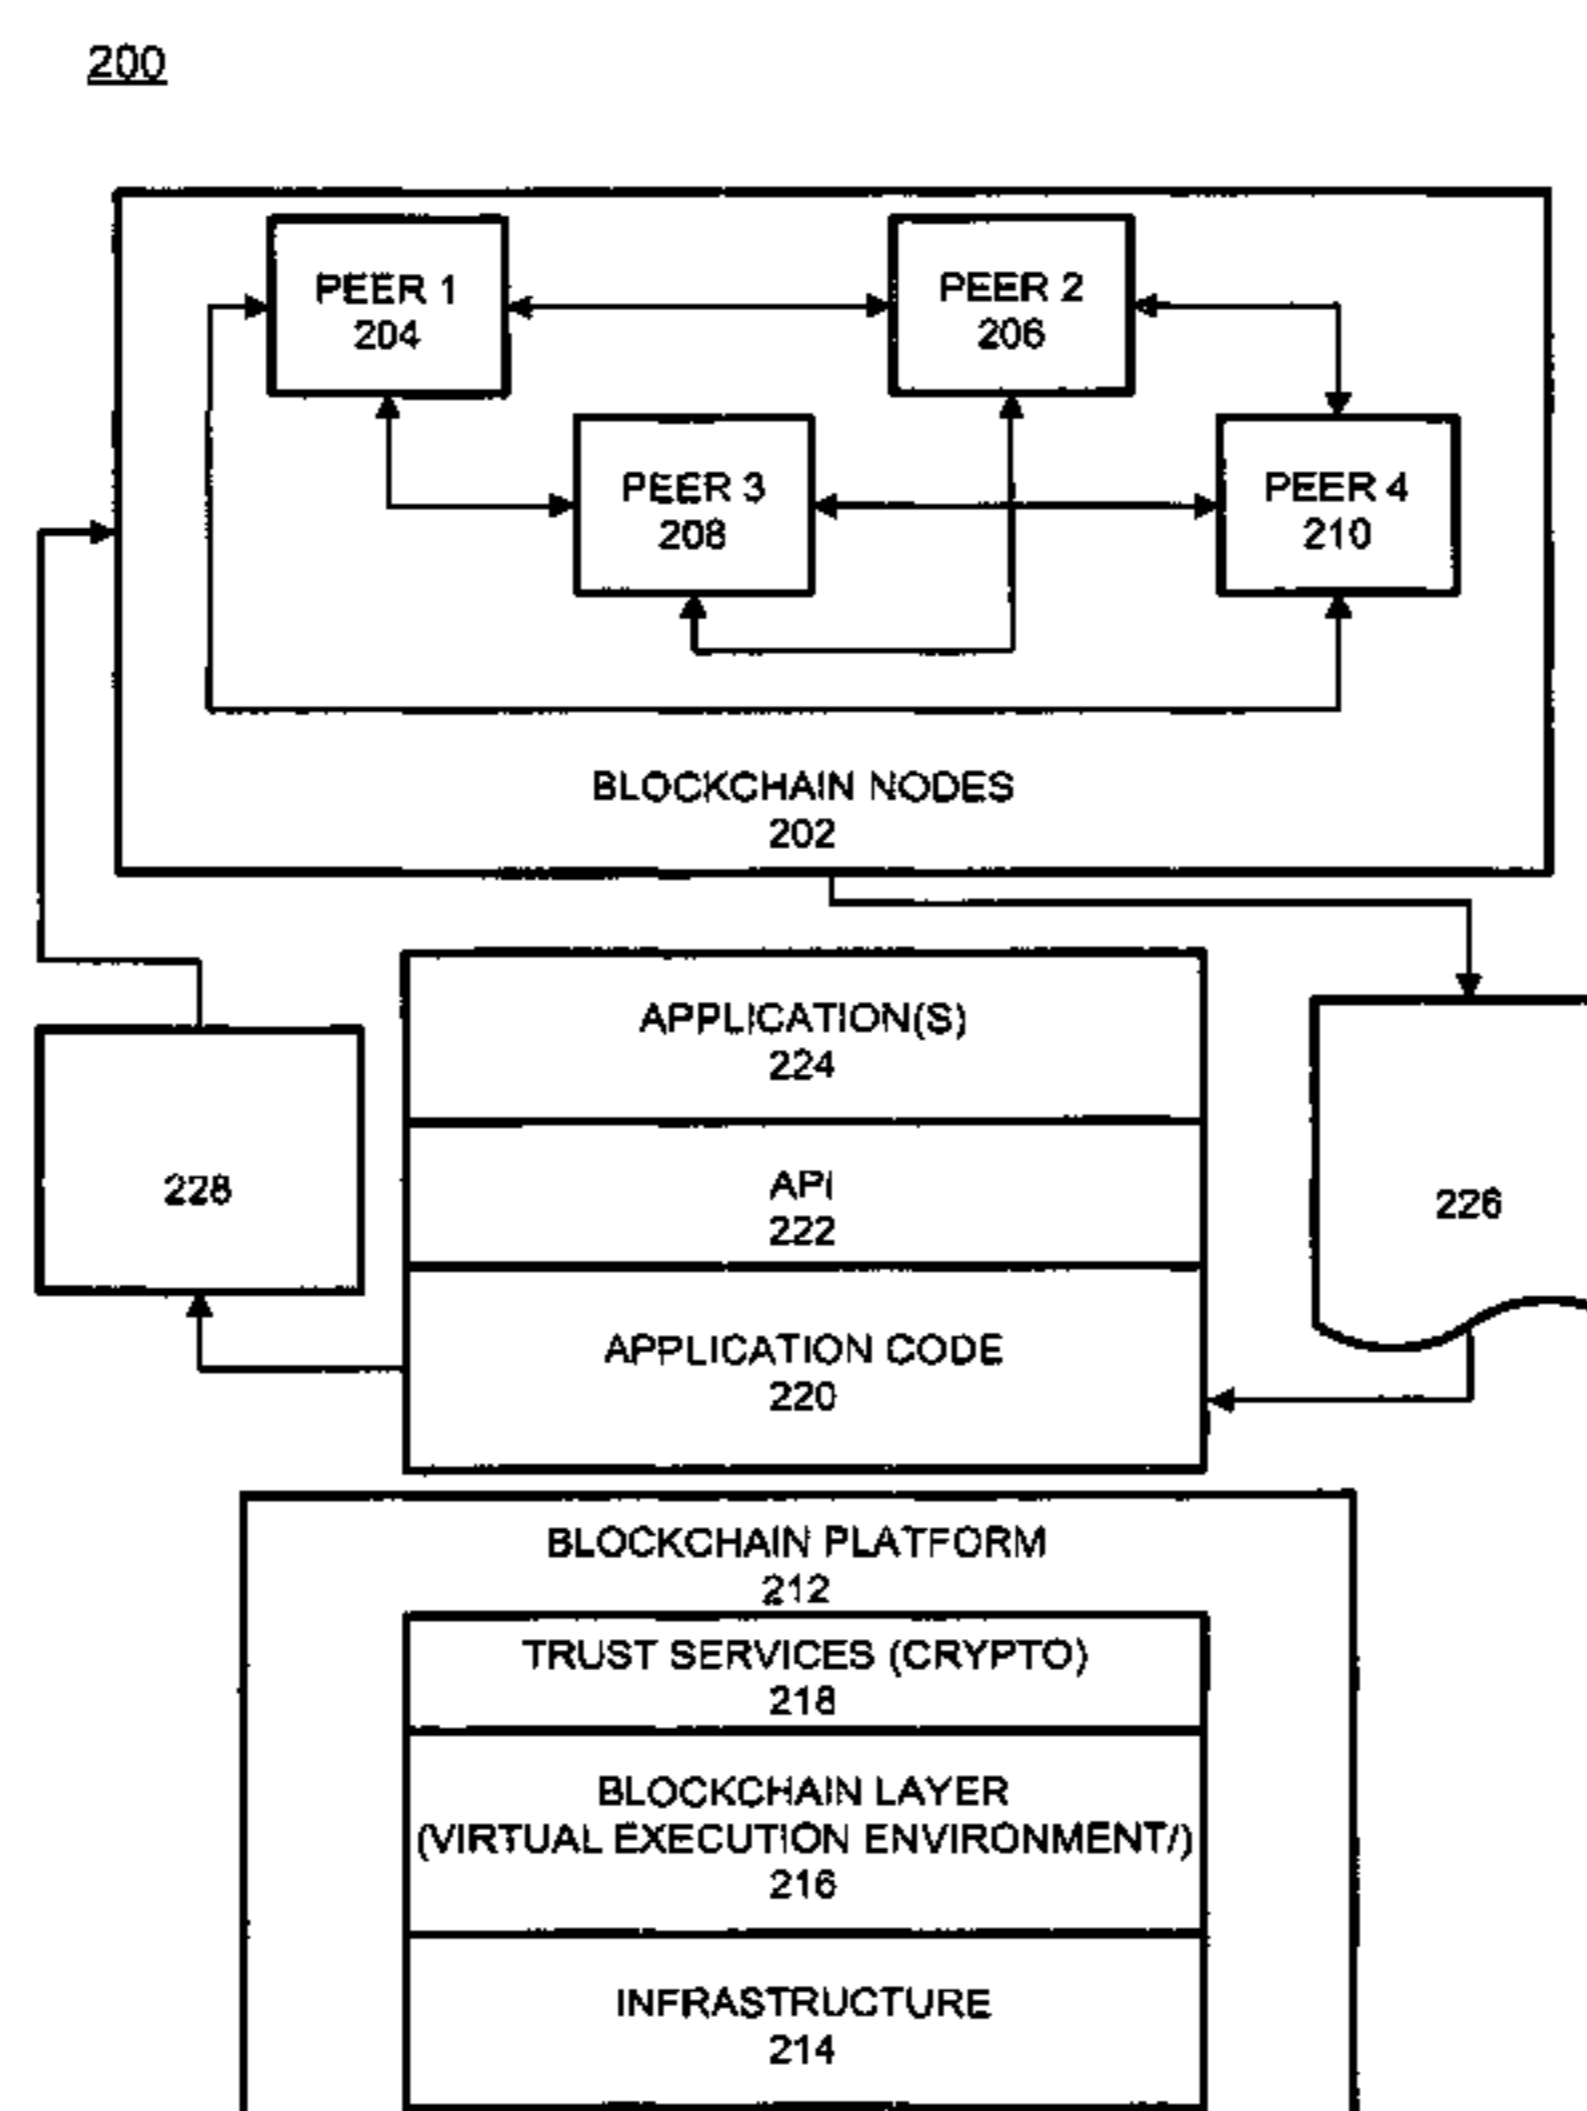 200
PEER 1
204
PEER 2
206
PEER 3
208
PEER 4
210
BLOCKCHAIN NODES
202
APPLICATION(S)
224
API
222
APPLICATION CODE
220
228
226
BLOCKCHAIN PLATFORM
212
TRUST SERVICES (CRYPTO)
218
BLOCKCHAIN LAYER
(VIRTUAL EXECUTION ENVIRONMENT/)
216
INFRASTRUCTURE
214